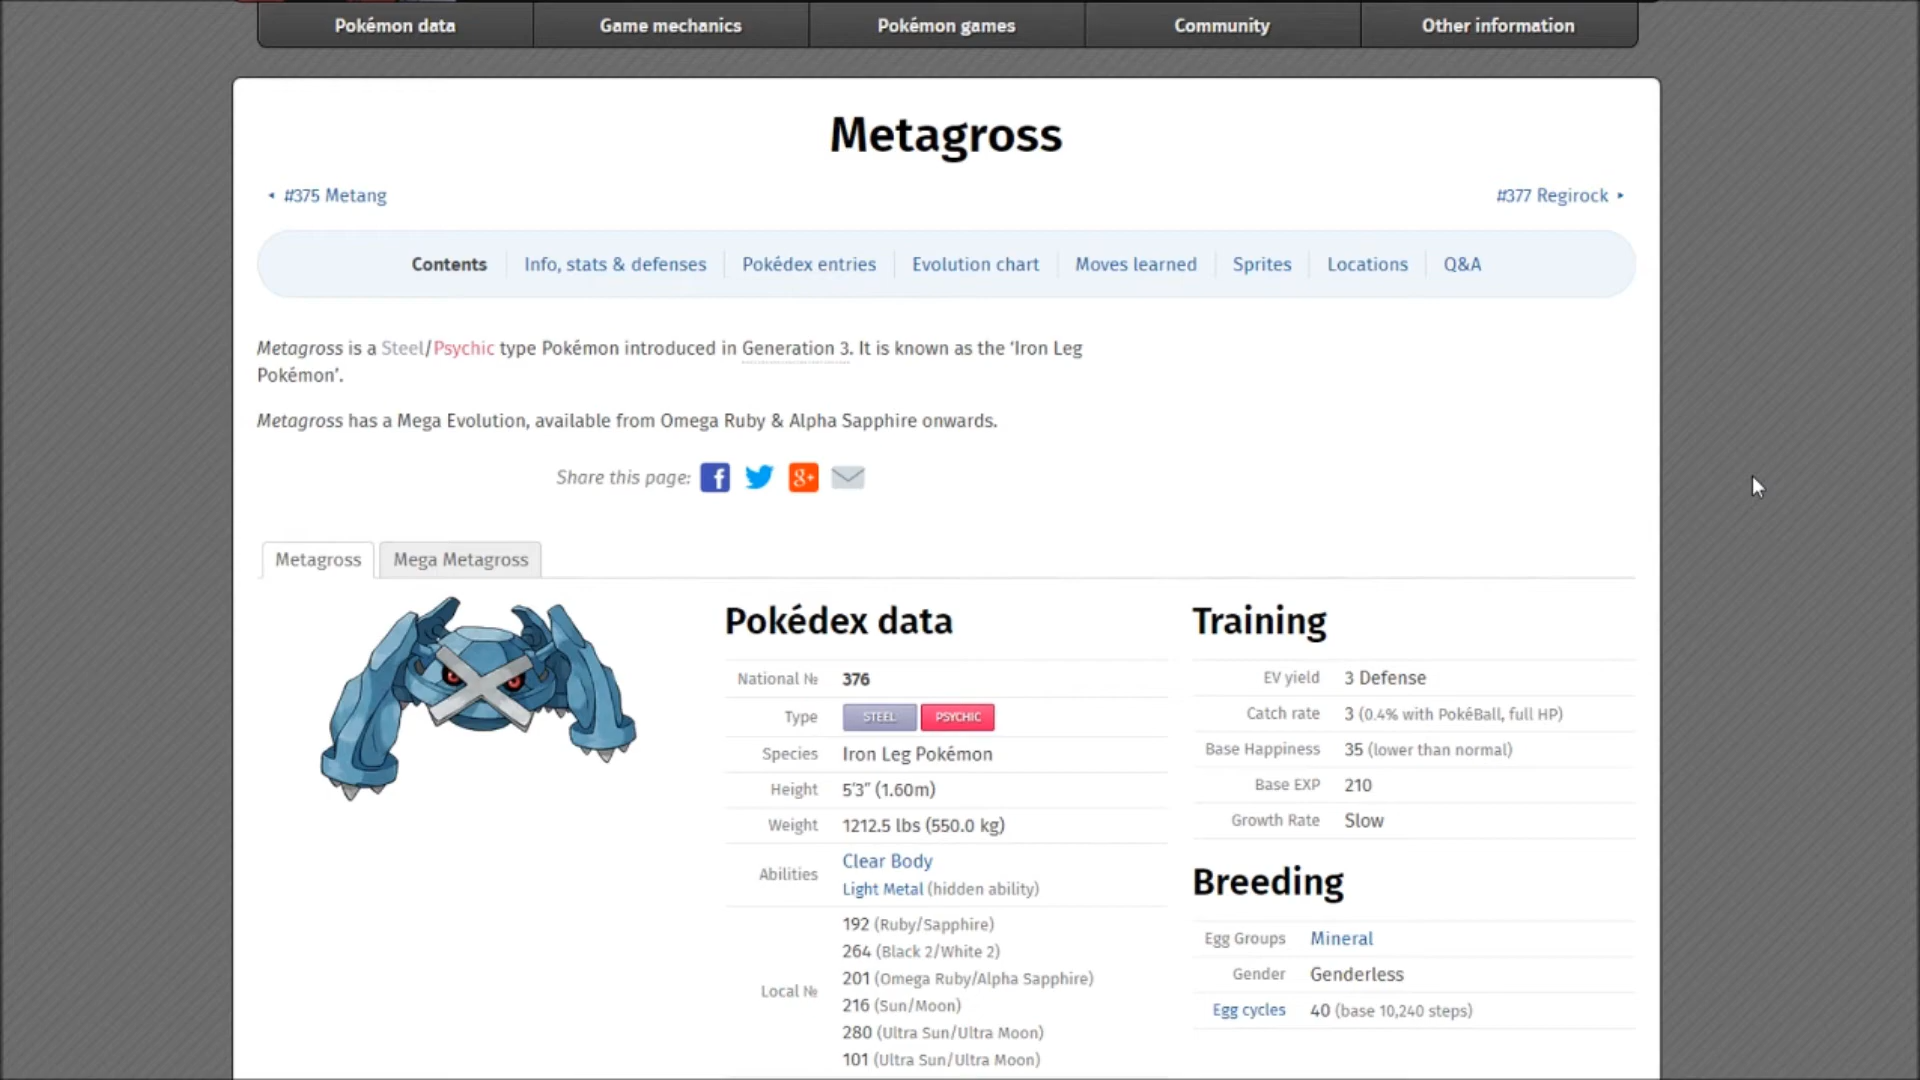 Pokémon data
Game mechanics
Pokémon games
Community
Other information
Metagross
◂ #375 Metang
#377 Regirock ▸
Contents
Info, stats & defenses
Pokédex entries
Evolution chart
Moves learned
Sprites
Locations
Q&A
Metagross is a Steel/Psychic type Pokémon introduced in Generation 3. It is known as the ‘Iron Leg
Pokémon’.
Metagross has a Mega Evolution, available from Omega Ruby & Alpha Sapphire onwards.
Share this page:
f
g+
Metagross
Mega Metagross
Pokédex data
National № 376
Type STEEL PSYCHIC
Species Iron Leg Pokémon
Height 5′3″ (1.60m)
Weight 1212.5 lbs (550.0 kg)
Abilities Clear Body
Light Metal (hidden ability)
Local № 192 (Ruby/Sapphire)
264 (Black 2/White 2)
201 (Omega Ruby/Alpha Sapphire)
216 (Sun/Moon)
280 (Ultra Sun/Ultra Moon)
101 (Ultra Sun/Ultra Moon)
Training
EV yield 3 Defense
Catch rate 3 (0.4% with PokéBall, full HP)
Base Happiness 35 (lower than normal)
Base EXP 210
Growth Rate Slow
Breeding
Egg Groups Mineral
Gender Genderless
Egg cycles 40 (base 10,240 steps)